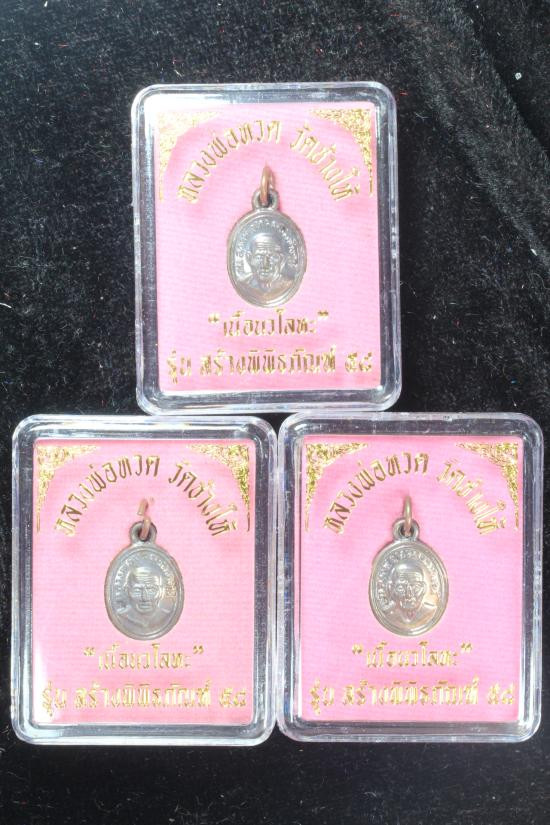 หลวงพ่อทวด วัดช้างให้
"เนื้อนวโลหะ"
รุ่น สร้างพิพิธภัณฑ์ ๕๔
หลวงพ่อทวด วัดช้างให้
"เนื้อนวโลหะ"
รุ่น สร้างพิพิธภัณฑ์ ๕๔
หลวงพ่อทวด วัดช้างให้
"เนื้อนวโลหะ"
รุ่น สร้างพิพิธภัณฑ์ ๕๔